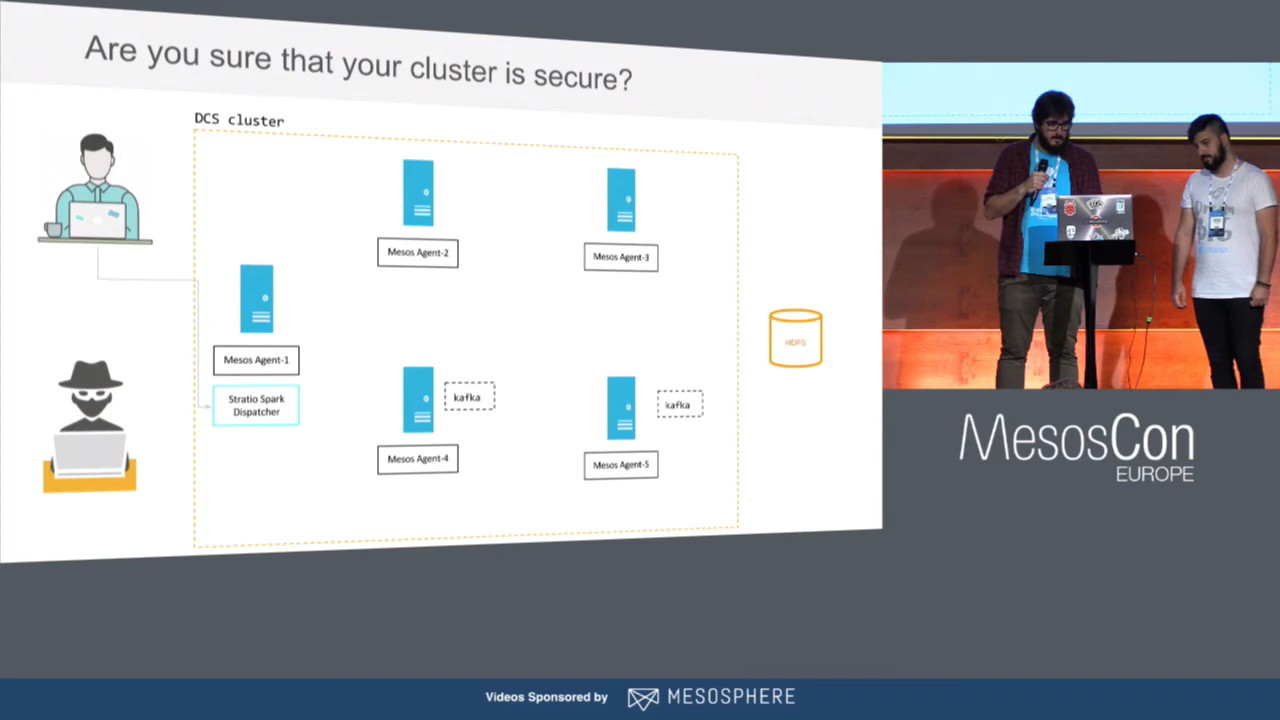 Are you sure that your cluster is secure?
DCS cluster
Mesos Agent-2
Mesos Agent-3
Mesos Agent-1
Stratio Spark
Dispatcher
HDFS
kafka
kafka
Mesos Agent-4
Mesos Agent-5
MesosCon
EUROPE
Videos Sponsored by
MESOSPHERE